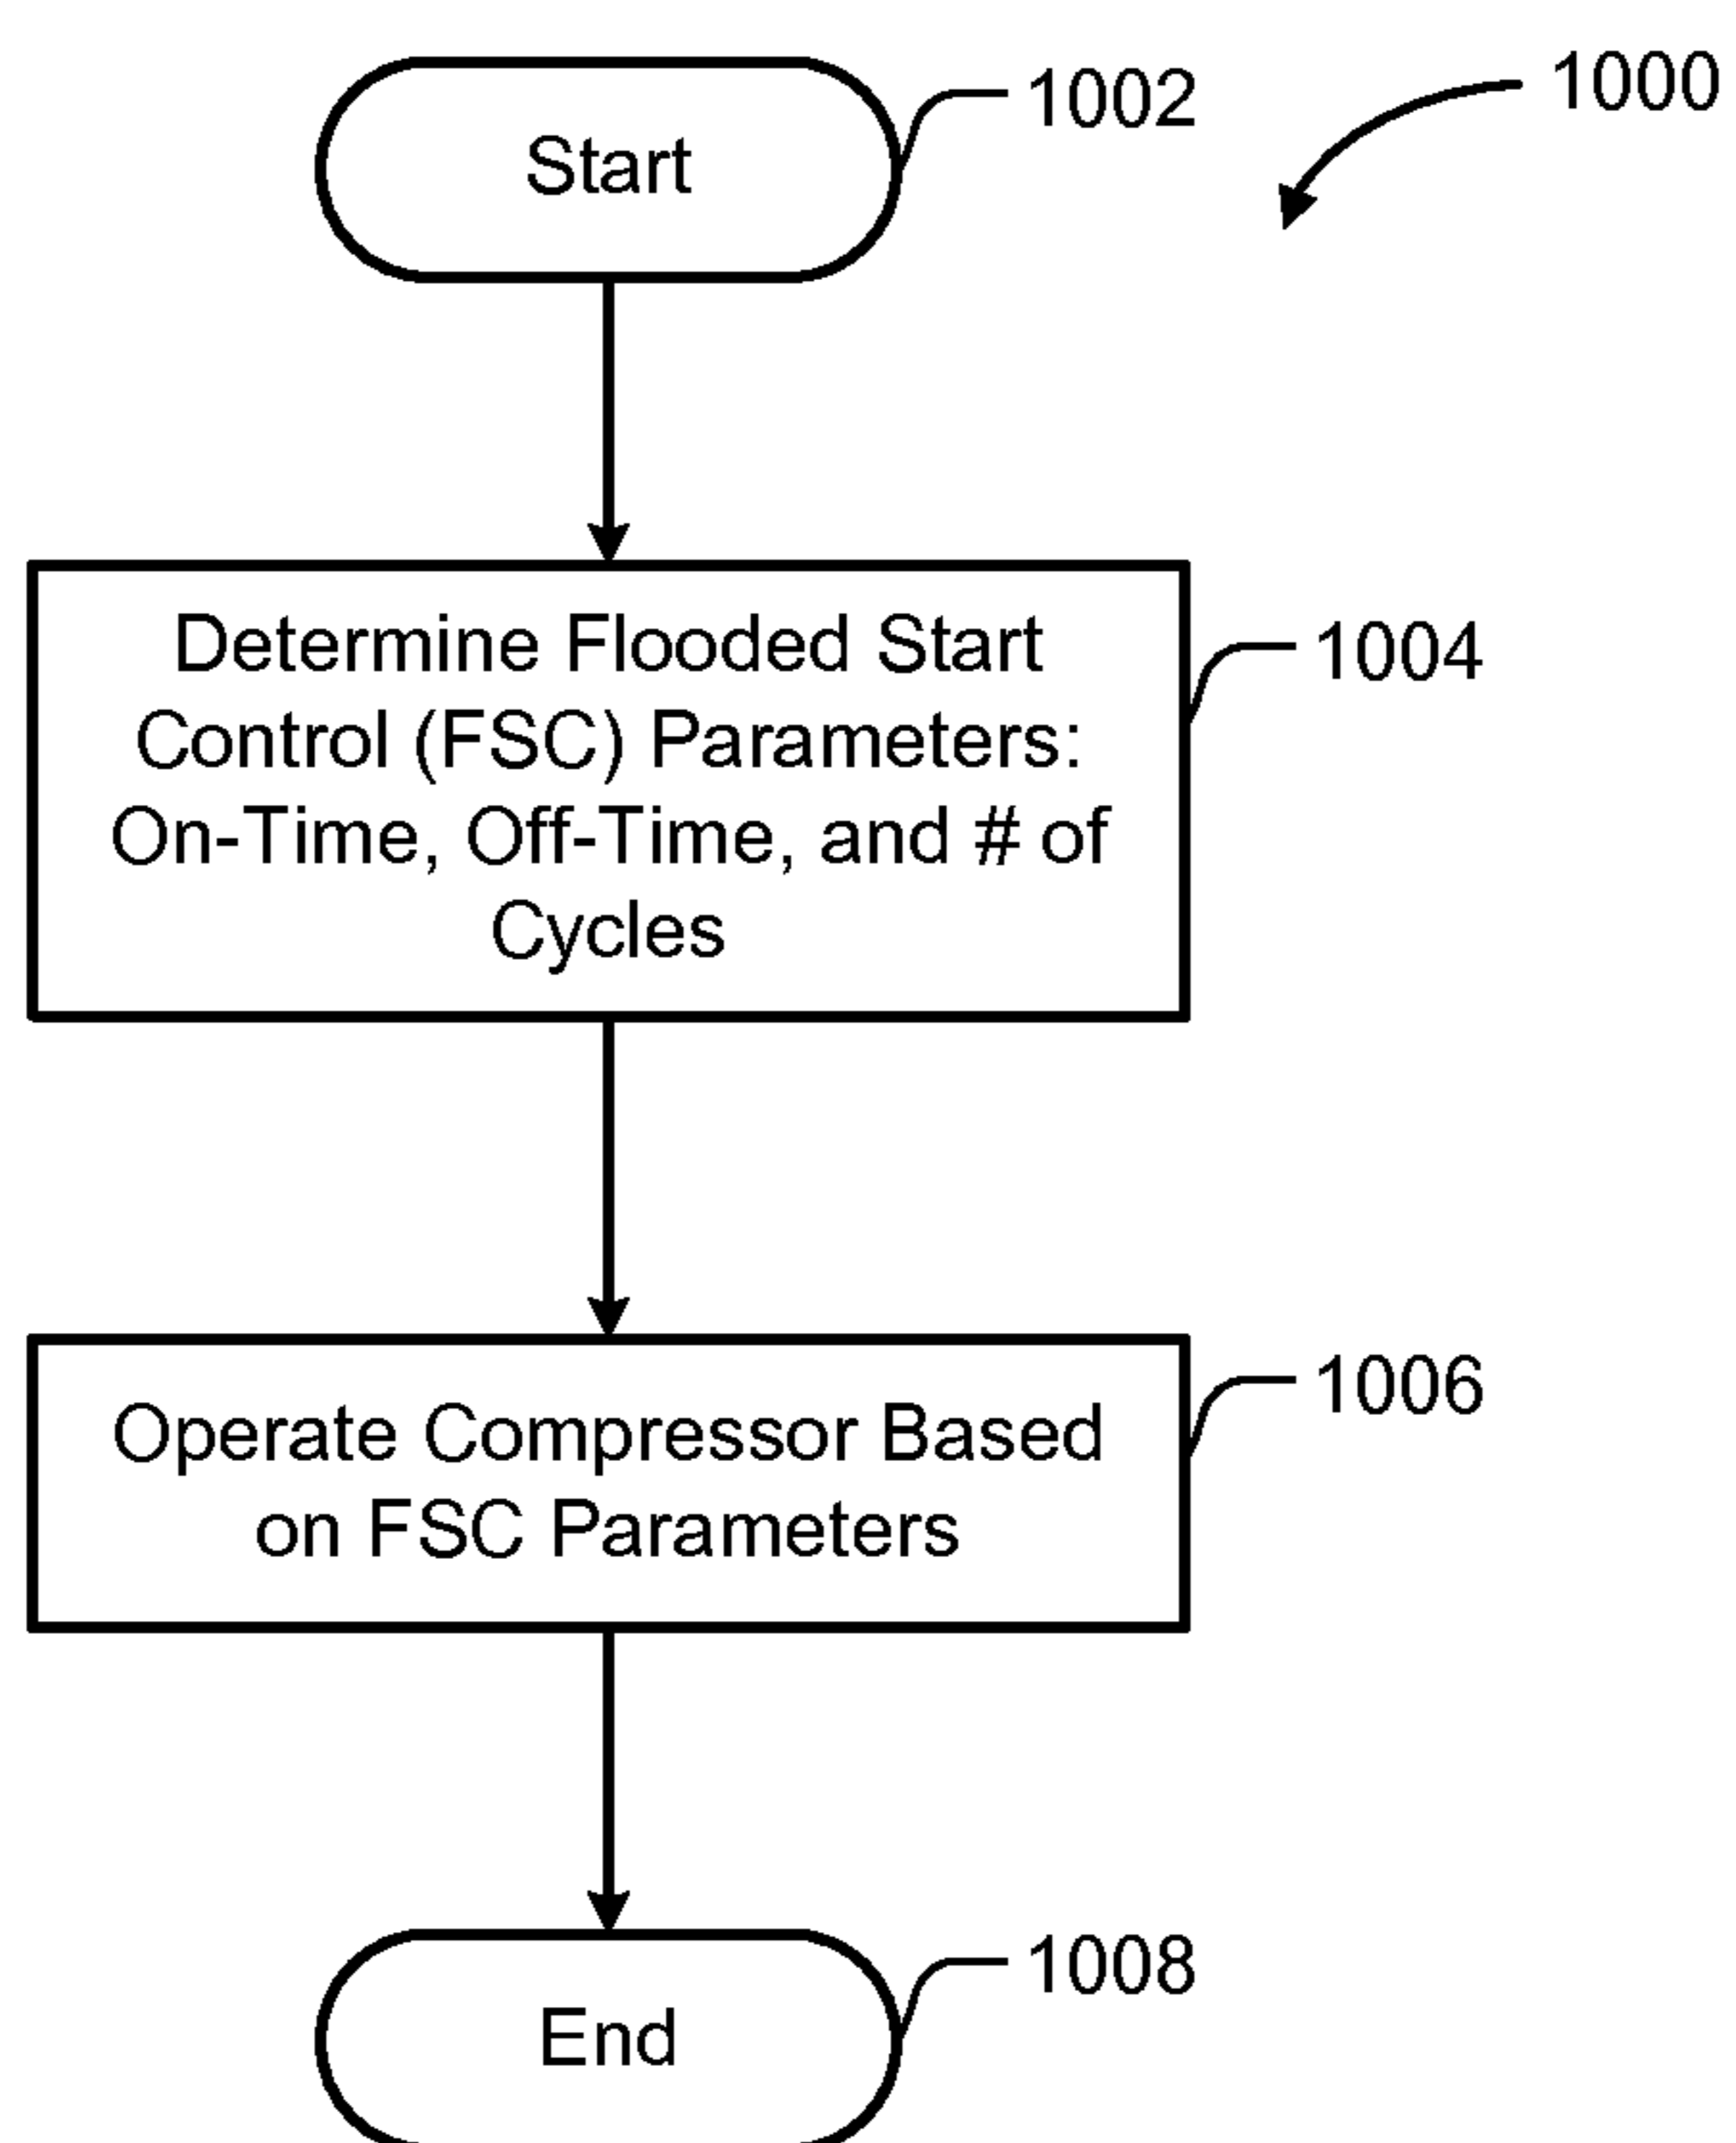 Start
1002
1000
Determine Flooded Start
Control (FSC) Parameters:
On-Time, Off-Time, and # of
Cycles
1004
Operate Compressor Based
on FSC Parameters
1006
End
1008